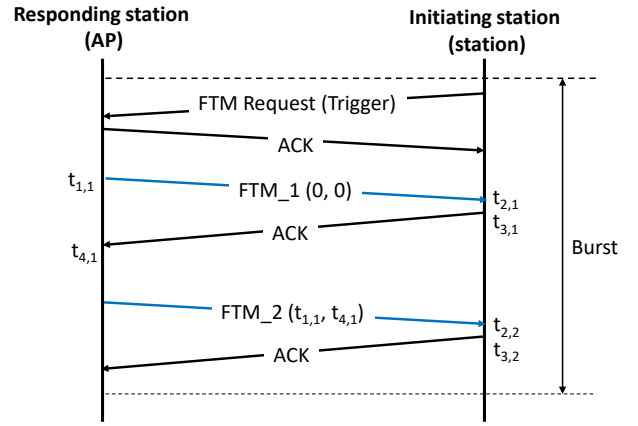 Responding station
(AP)
Initiating station
(station)
FTM Request (Trigger)
ACK
t1,1
FTM_1 (0, 0)
t2,1
t3,1
ACK
t4,1
Burst
FTM_2 (t1,1, t4,1)
t2,2
t3,2
ACK